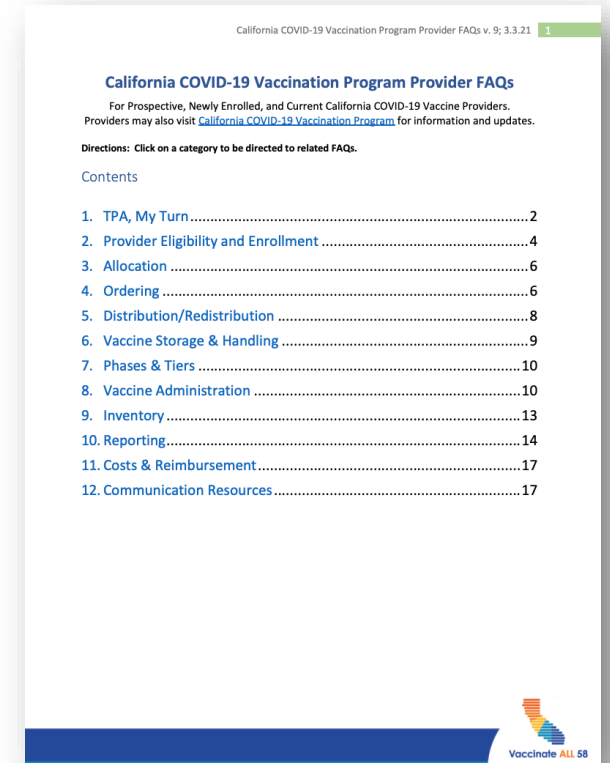 California COVID-19 Vaccination Program Provider FAQs v. 9; 3.3.21 1
California COVID-19 Vaccination Program Provider FAQs
For Prospective, Newly Enrolled, and Current California COVID-19 Vaccine Providers.
Providers may also visit California COVID-19 Vaccination Program for information and updates.
Directions: Click on a category to be directed to related FAQs.
Contents
1. TPA, My Turn 2
2. Provider Eligibility and Enrollment 4
3. Allocation 6
4. Ordering 6
5. Distribution/Redistribution 8
6. Vaccine Storage & Handling 9
7. Phases & Tiers 10
8. Vaccine Administration 10
9. Inventory 13
10. Reporting 14
11. Costs & Reimbursement 17
12. Communication Resources 17
Vaccinate ALL 58